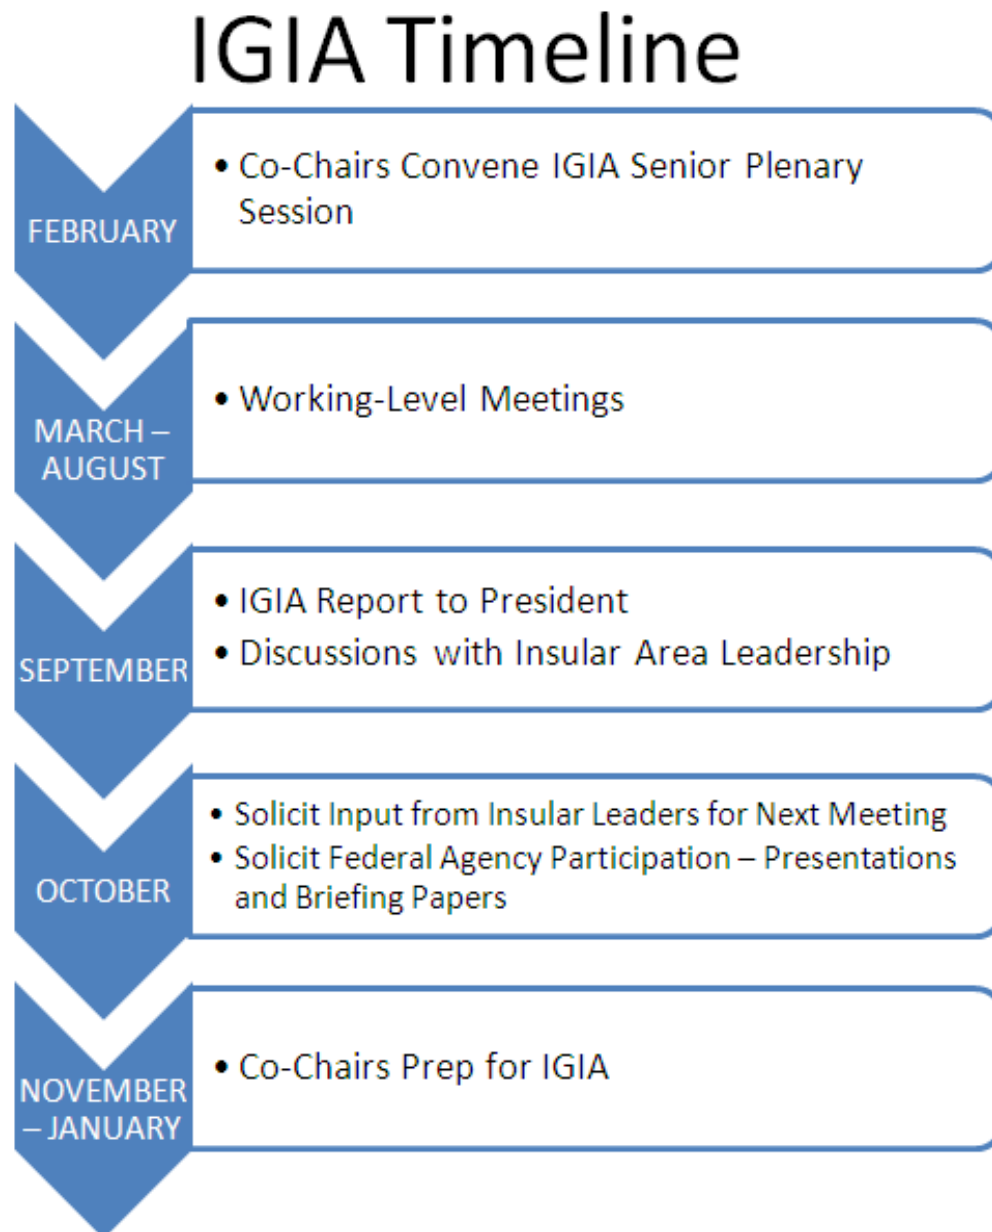 IGIA Timeline
FEBRUARY
• Co-Chairs Convene IGIA Senior Plenary
Session
MARCH –
AUGUST
• Working-Level Meetings
SEPTEMBER
• IGIA Report to President
• Discussions with Insular Area Leadership
OCTOBER
• Solicit Input from Insular Leaders for Next Meeting
• Solicit Federal Agency Participation – Presentations
and Briefing Papers
NOVEMBER
– JANUARY
• Co-Chairs Prep for IGIA